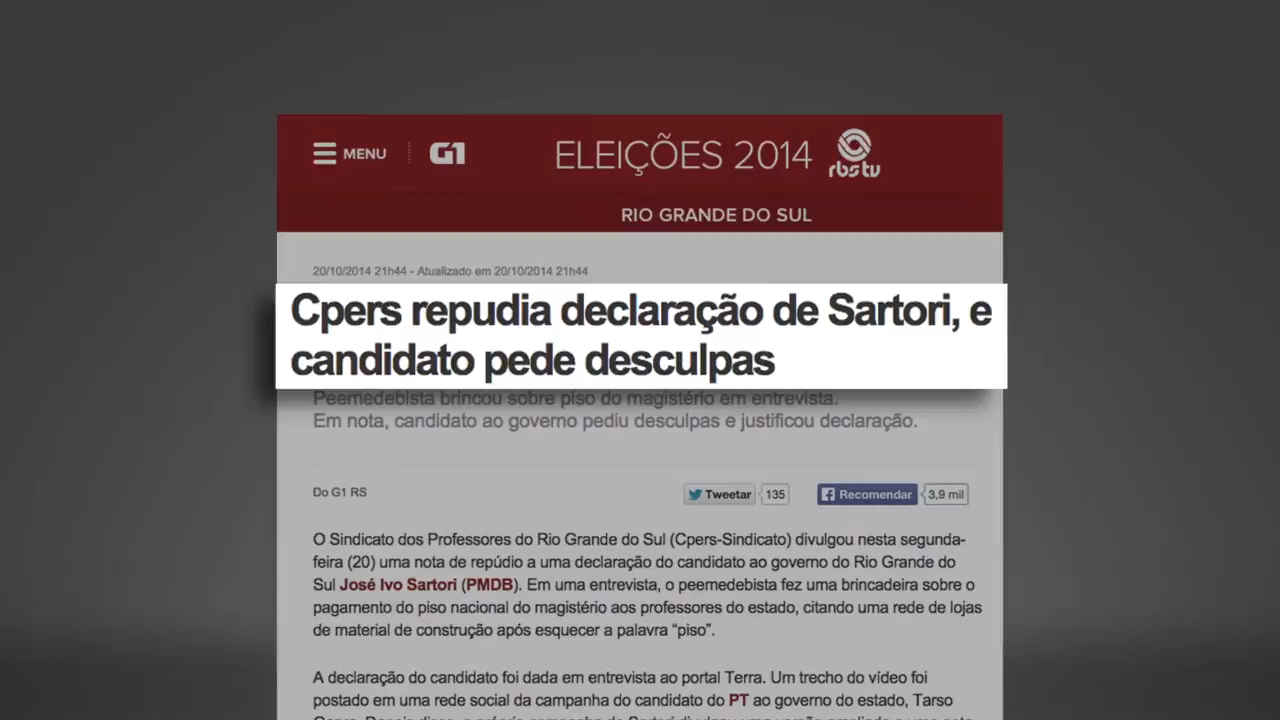 MENU G1 ELEIÇÕES 2014 rbs tv
RIO GRANDE DO SUL
20/10/2014 21h44 - Atualizado em 20/10/2014 21h44
Cpers repudia declaração de Sartori, e
candidato pede desculpas
Peemedebista brincou sobre piso do magistério em entrevista.
Em nota, candidato ao governo pediu desculpas e justificou declaração.
Do G1 RS Tweetar 135 Recomendar 3,9 mil
O Sindicato dos Professores do Rio Grande do Sul (Cpers-Sindicato) divulgou nesta segunda-
feira (20) uma nota de repúdio a uma declaração do candidato ao governo do Rio Grande do
Sul José Ivo Sartori (PMDB). Em uma entrevista, o peemedebista fez uma brincadeira sobre o
pagamento do piso nacional do magistério aos professores do estado, citando uma rede de lojas
de material de construção após esquecer a palavra “piso”.
A declaração do candidato foi dada em entrevista ao portal Terra. Um trecho do vídeo foi
postado em uma rede social da campanha do candidato do PT ao governo do estado, Tarso